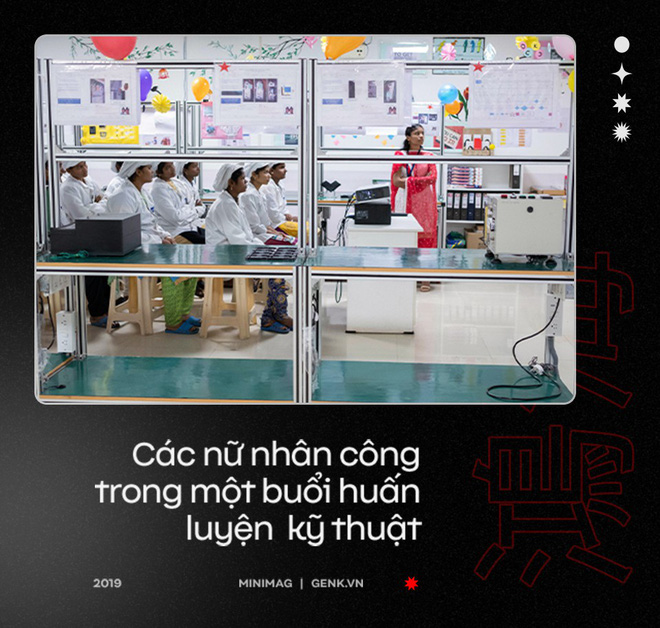 Các nữ nhân công
trong một buổi huấn
luyện kỹ thuật
2019
MINIMAG | GENK.VN